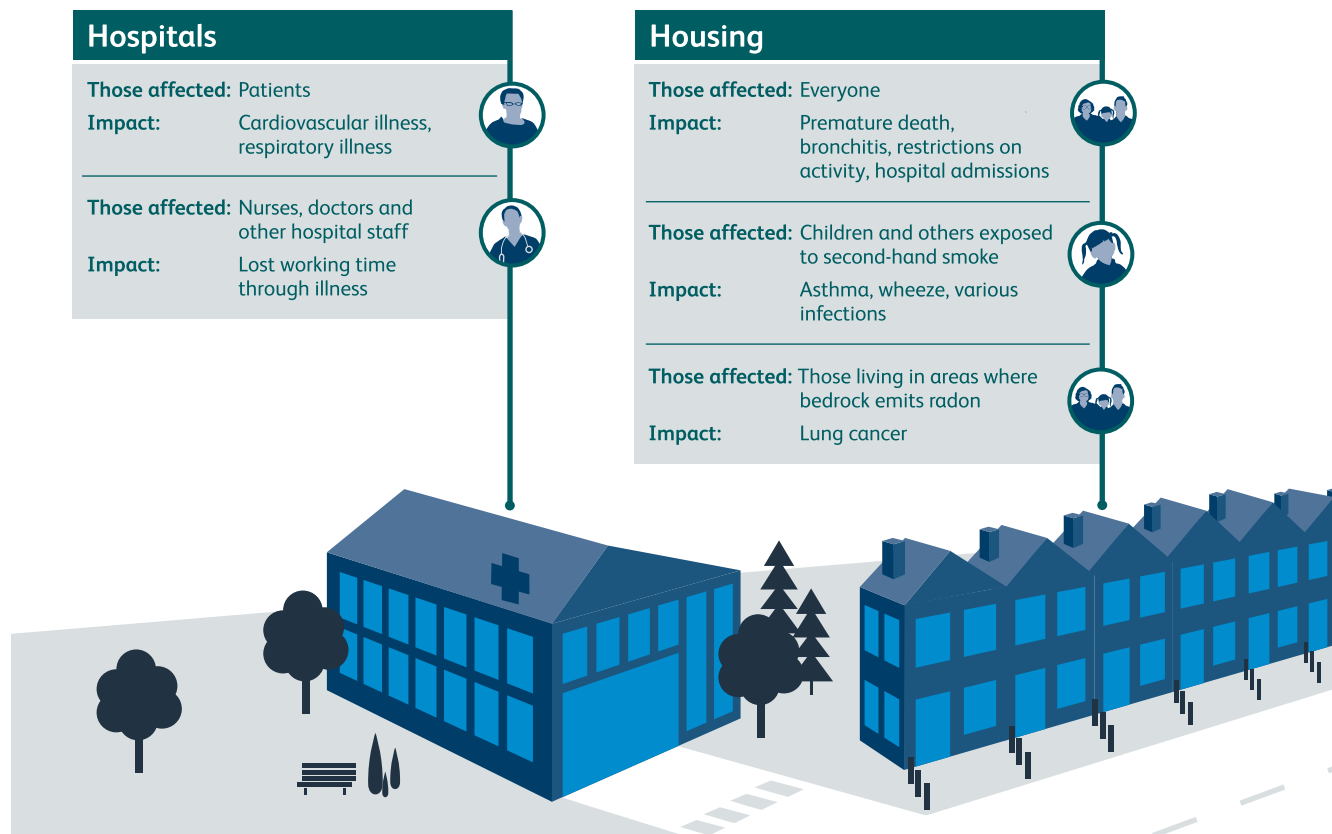 Hospitals
Those affected: Patients
Impact: Cardiovascular illness,
respiratory illness
Those affected: Nurses, doctors and
other hospital staff
Impact: Lost working time
through illness
Housing
Those affected: Everyone
Impact: Premature death,
bronchitis, restrictions on
activity, hospital admissions
Those affected: Children and others exposed
to second-hand smoke
Impact: Asthma, wheeze, various
infections
Those affected: Those living in areas where
bedrock emits radon
Impact: Lung cancer